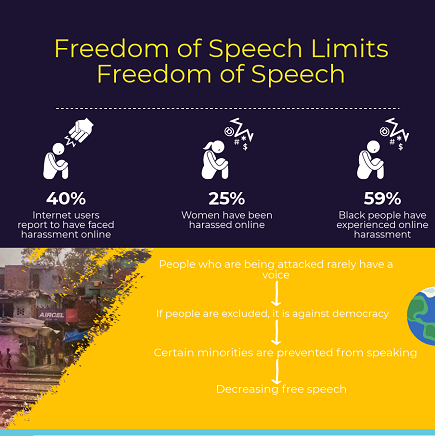 Freedom of Speech Limits
Freedom of Speech
40%
Internet users
report to have faced
harassment online
25%
Women have been
harassed online
59%
Black people have
experienced online
harassment
People who are being attacked rarely have a
voice
If people are excluded, it is against democracy
Certain minorities are prevented from speaking
Decreasing free speech
AIRCEL